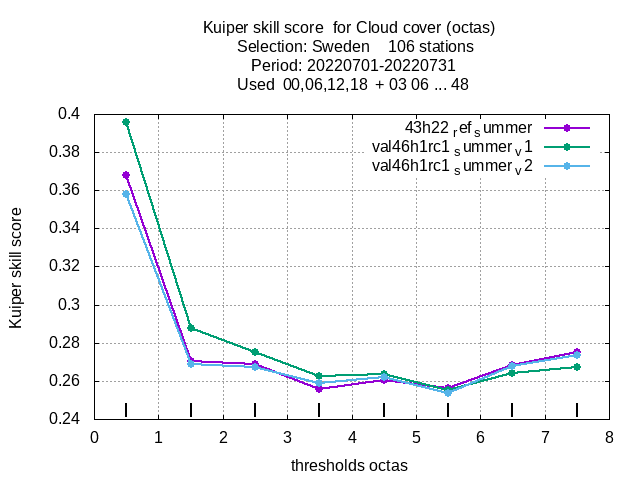 Kuiper skill score  for Cloud cover (octas)
Selection: Sweden    106 stations
Period: 20220701-20220731
Used  00,06,12,18  + 03 06 ... 48
43h22 ref summer
val46h1rc1 summer v1
val46h1rc1 summer v2
0.4
0.38
0.36
0.34
0.32
0.3
0.28
0.26
0.24
Kuiper skill score
0 1 2 3 4 5 6 7 8
thresholds octas